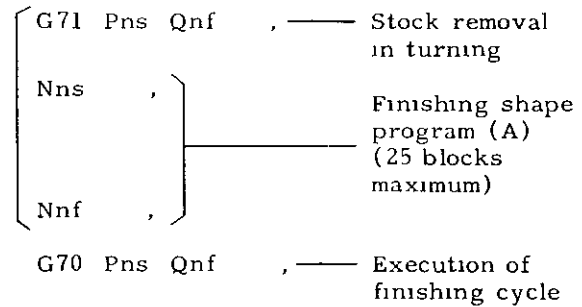 G71 Pns Qnf , Stock removal
in turning
Nns ,
Finishing shape
program (A)
(25 blocks
maximum)
Nnf ,
G70 Pns Qnf , Execution of
finishing cycle